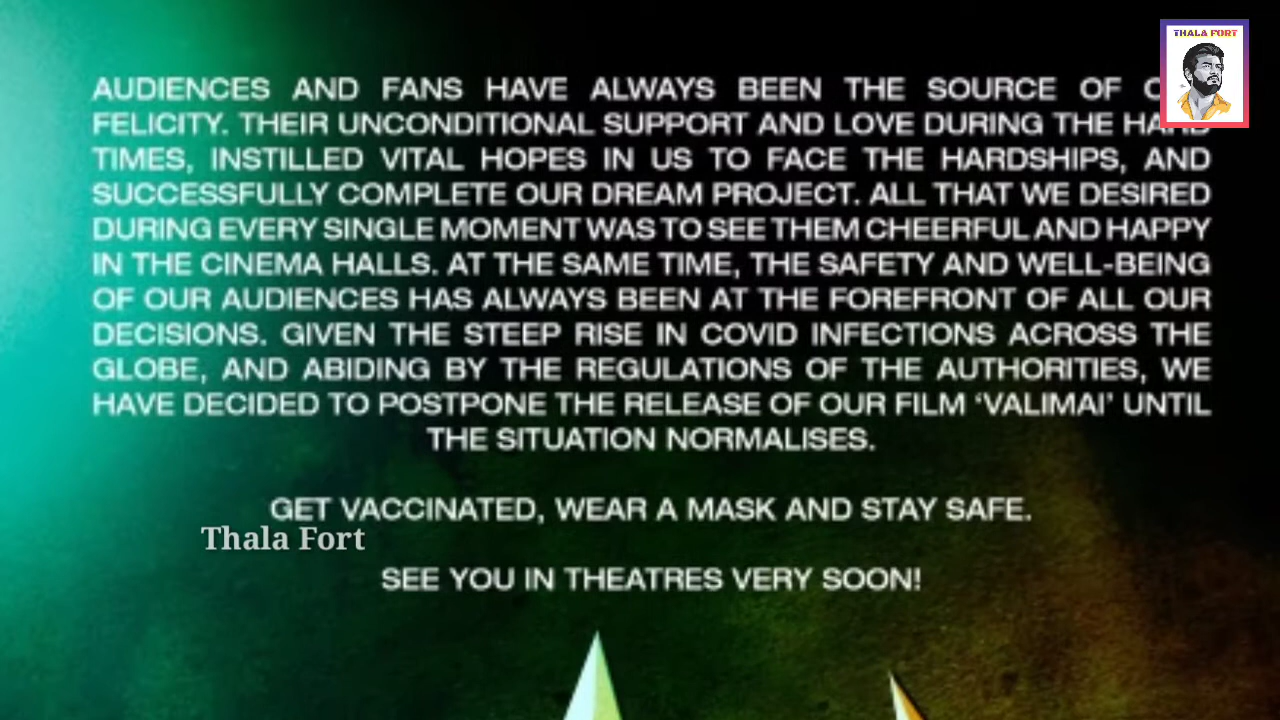 THALA FORT
AUDIENCES AND FANS HAVE ALWAYS BEEN THE SOURCE OF
FELICITY. THEIR UNCONDITIONAL SUPPORT AND LOVE DURING THE HARD
TIMES, INSTILLED VITAL HOPES IN US TO FACE THE HARDSHIPS, AND
SUCCESSFULLY COMPLETE OUR DREAM PROJECT. ALL THAT WE DESIRED
DURING EVERY SINGLE MOMENT WAS TO SEE THEM CHEERFUL AND HAPPY
IN THE CINEMA HALLS. AT THE SAME TIME, THE SAFETY AND WELL-BEING
OF OUR AUDIENCES HAS ALWAYS BEEN AT THE FOREFRONT OF ALL OUR
DECISIONS. GIVEN THE STEEP RISE IN COVID INFECTIONS ACROSS THE
GLOBE, AND ABIDING BY THE REGULATIONS OF THE AUTHORITIES, WE
HAVE DECIDED TO POSTPONE THE RELEASE OF OUR FILM ‘VALIMAI’ UNTIL
THE SITUATION NORMALISES.
GET VACCINATED, WEAR A MASK AND STAY SAFE.
Thala Fort
SEE YOU IN THEATRES VERY SOON!